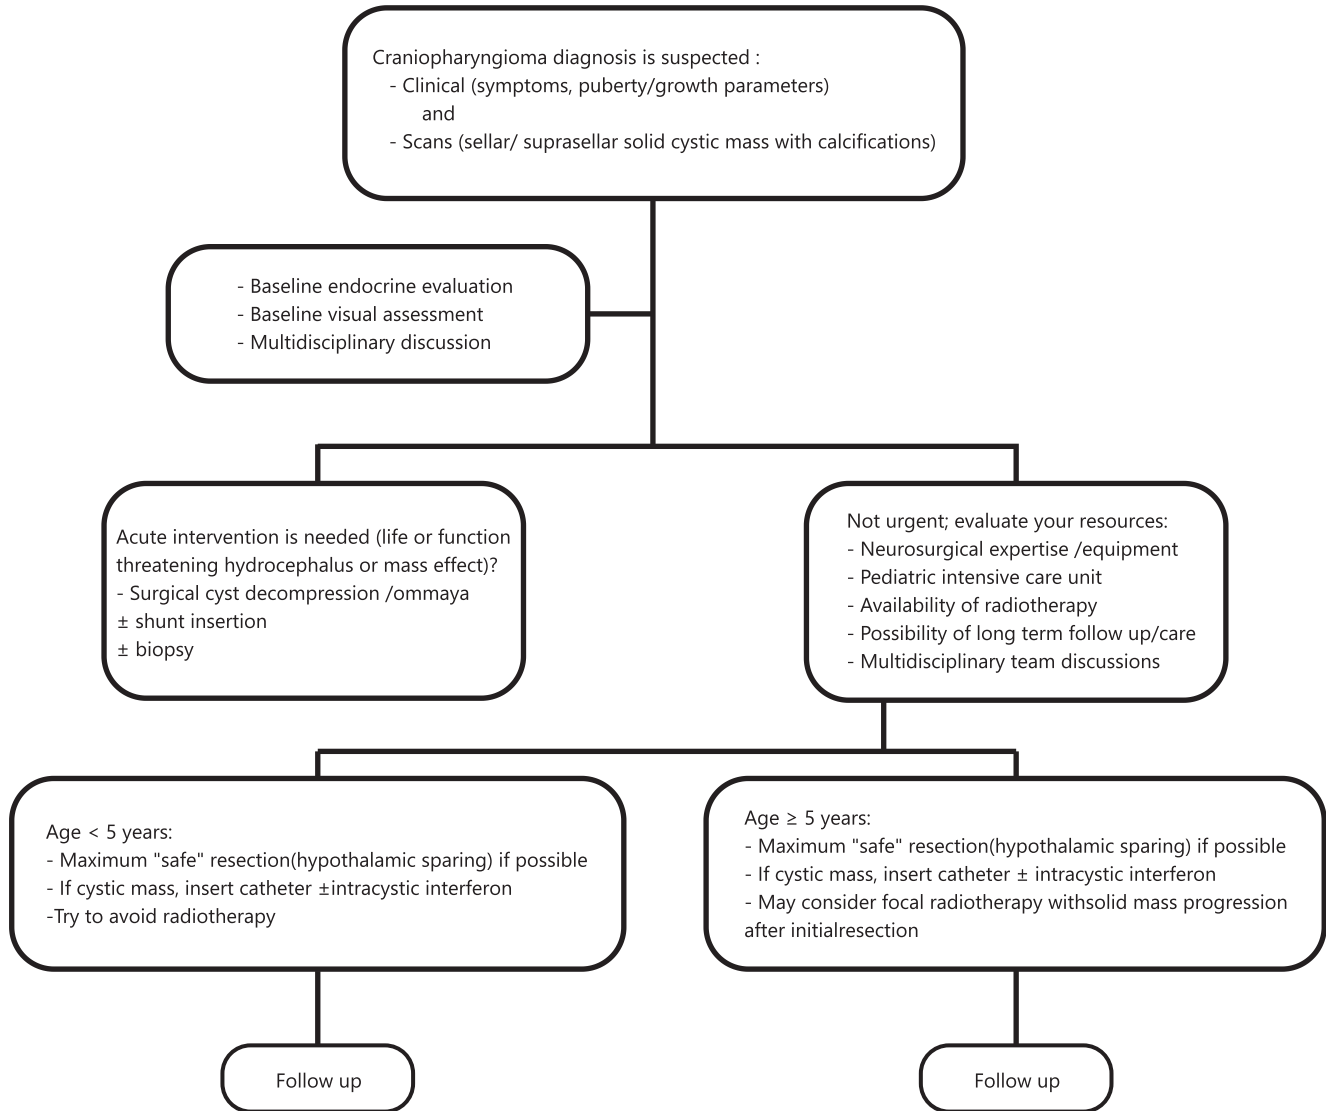 Craniopharyngioma diagnosis is suspected :
- Clinical (symptoms, puberty/growth parameters)
and
- Scans (sellar/ suprasellar solid cystic mass with calcifications)
- Baseline endocrine evaluation
- Baseline visual assessment
- Multidisciplinary discussion
Acute intervention is needed (life or function
threatening hydrocephalus or mass effect)?
- Surgical cyst decompression /ommaya
± shunt insertion
± biopsy
Not urgent; evaluate your resources:
- Neurosurgical expertise /equipment
- Pediatric intensive care unit
- Availability of radiotherapy
- Possibility of long term follow up/care
- Multidisciplinary team discussions
Age < 5 years:
- Maximum "safe" resection(hypothalamic sparing) if possible
- If cystic mass, insert catheter ±intracystic interferon
-Try to avoid radiotherapy
Age ≥ 5 years:
- Maximum "safe" resection(hypothalamic sparing) if possible
- If cystic mass, insert catheter ± intracystic interferon
- May consider focal radiotherapy withsolid mass progression
after initialresection
Follow up
Follow up